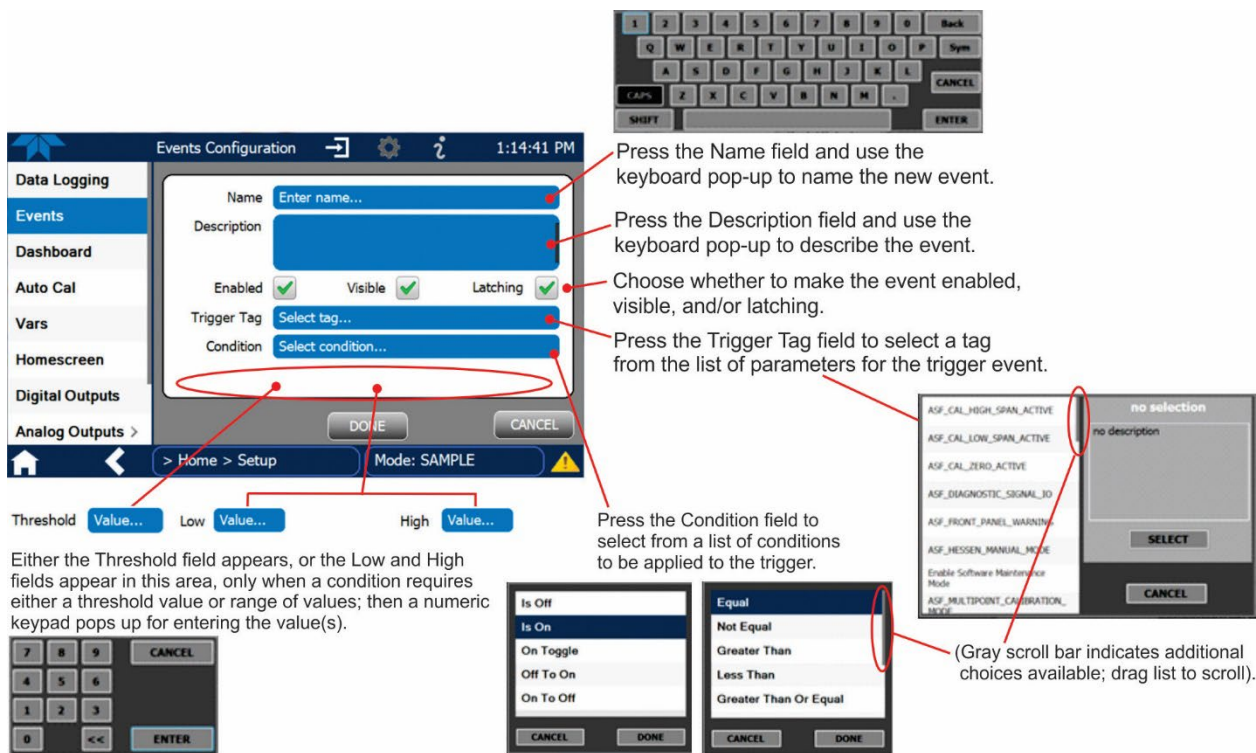 1 2 3 4 5 6 7 8 9 0 Back
Q W E R T Y U I O P Sym
A S D F G H J K L CANCEL
CAPS Z X C V B N M .
SHIFT ENTER
Events Configuration 1:14:41 PM
Data Logging
Events
Dashboard
Auto Cal
Vars
Homescreen
Digital Outputs
Analog Outputs >
Name Enter name...
Description
Enabled Visible Latching
Trigger Tag Select tag...
Condition Select condition...
DONE CANCEL
> Home > Setup Mode: SAMPLE
Press the Name field and use the
keyboard pop-up to name the new event.
Press the Description field and use the
keyboard pop-up to describe the event.
Choose whether to make the event enabled,
visible, and/or latching.
Press the Trigger Tag field to select a tag
from the list of parameters for the trigger event.
ASF_CAL_HIGH_SPAN_ACTIVE
ASF_CAL_LOW_SPAN_ACTIVE
ASF_CAL_ZERO_ACTIVE
ASF_DIAGNOSTIC_SIGNAL_IO
ASF_FRONT_PANEL_WARNING
ASF_HESSEN_MANUAL_MODE
Enable Software Maintenance
Mode
ASF_MULTIPOINT_CALIBRATION_
MODE
no selection
no description
SELECT
CANCEL
Threshold Value... Low Value... High Value...
Either the Threshold field appears, or the Low and High
fields appear in this area, only when a condition requires
either a threshold value or range of values; then a numeric
keypad pops up for entering the value(s).
7 8 9 CANCEL
4 5 6
1 2 3
0 << ENTER
Press the Condition field to
select from a list of conditions
to be applied to the trigger.
Is Off
Is On
On Toggle
Off To On
On To Off
CANCEL DONE
Equal
Not Equal
Greater Than
Less Than
Greater Than Or Equal
CANCEL DONE
(Gray scroll bar indicates additional
choices available; drag list to scroll).